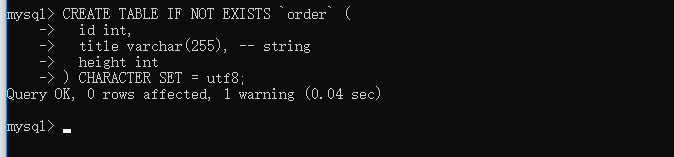 mysql> CREATE TABLE IF NOT EXISTS `order` (
    ->   id int,
    ->   title varchar(255), -- string
    ->   height int
    -> ) CHARACTER SET = utf8;
Query OK, 0 rows affected, 1 warning (0.04 sec)
mysql>